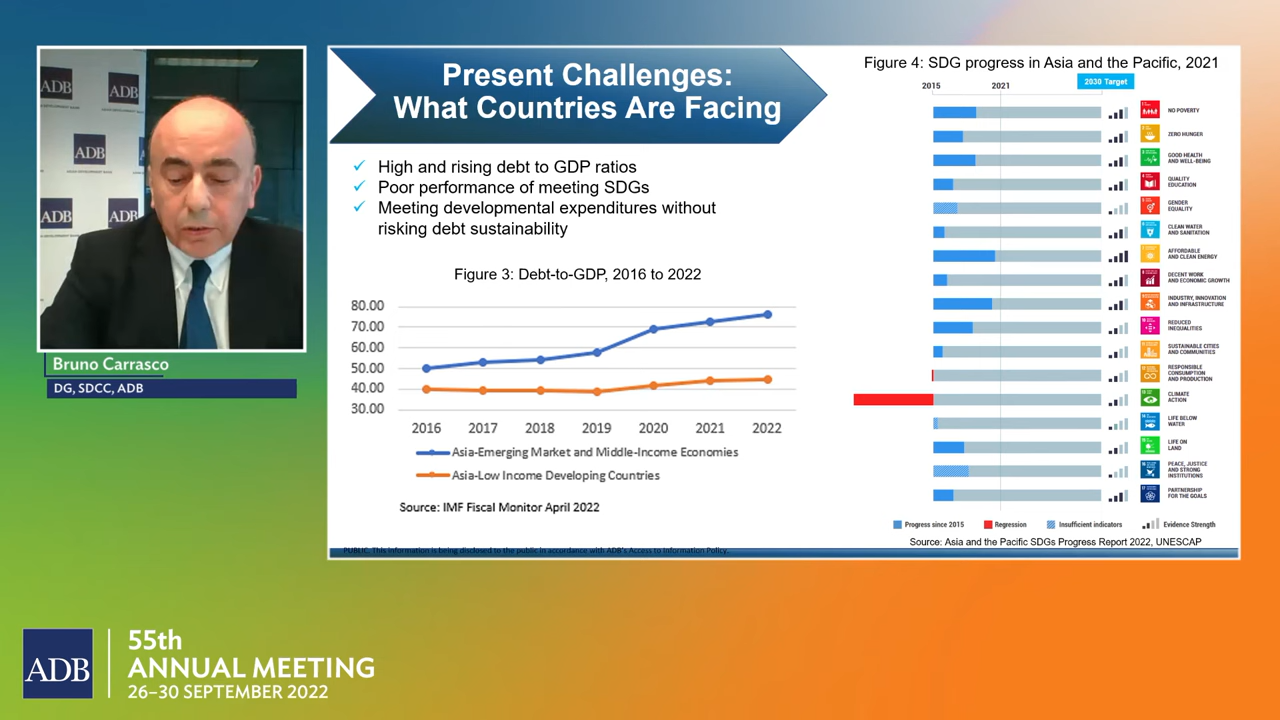 ADB
ADB
ADB
ADB
ADB
Bruno Carrasco
DG, SDCC, ADB
Present Challenges:
What Countries Are Facing
High and rising debt to GDP ratios
Poor performance of meeting SDGs
Meeting developmental expenditures without
risking debt sustainability
Figure 3: Debt-to-GDP, 2016 to 2022
80.00
70.00
60.00
50.00
40.00
30.00
2016 2017 2018 2019 2020 2021 2022
Asia-Emerging Market and Middle-Income Economies
Asia-Low Income Developing Countries
Source: IMF Fiscal Monitor April 2022
Figure 4: SDG progress in Asia and the Pacific, 2021
2015 2021 2030 Target
NO POVERTY
ZERO HUNGER
GOOD HEALTH
AND WELL-BEING
QUALITY
EDUCATION
GENDER
EQUALITY
CLEAN WATER
AND SANITATION
AFFORDABLE
AND CLEAN ENERGY
DECENT WORK
AND ECONOMIC GROWTH
INDUSTRY, INNOVATION
AND INFRASTRUCTURE
REDUCED
INEQUALITIES
SUSTAINABLE CITIES
AND COMMUNITIES
RESPONSIBLE
CONSUMPTION
AND PRODUCTION
CLIMATE
ACTION
LIFE BELOW
WATER
LIFE ON
LAND
PEACE, JUSTICE
AND STRONG
INSTITUTIONS
PARTNERSHIP
FOR THE GOALS
Progress since 2015 Regression Insufficient indicators Evidence Strength
Source: Asia and the Pacific SDGs Progress Report 2022, UNESCAP
PUBLIC. This information is being disclosed to the public in accordance with ADB's Access to Information Policy.
ADB
55th
ANNUAL MEETING
26–30 SEPTEMBER 2022